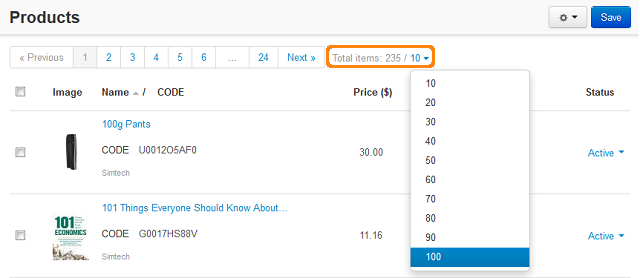 Products
Save
« Previous 1 2 3 4 5 6 ... 24 Next » Total items: 235 / 10
Image Name / CODE Price ($) Status
100g Pants
CODE U0012O5AF0 30.00 Active
Simtech
101 Things Everyone Should Know About...
CODE G0017HS88V 11.16 Active
Simtech
101
ECONOMICS
10
20
30
40
50
60
70
80
90
100